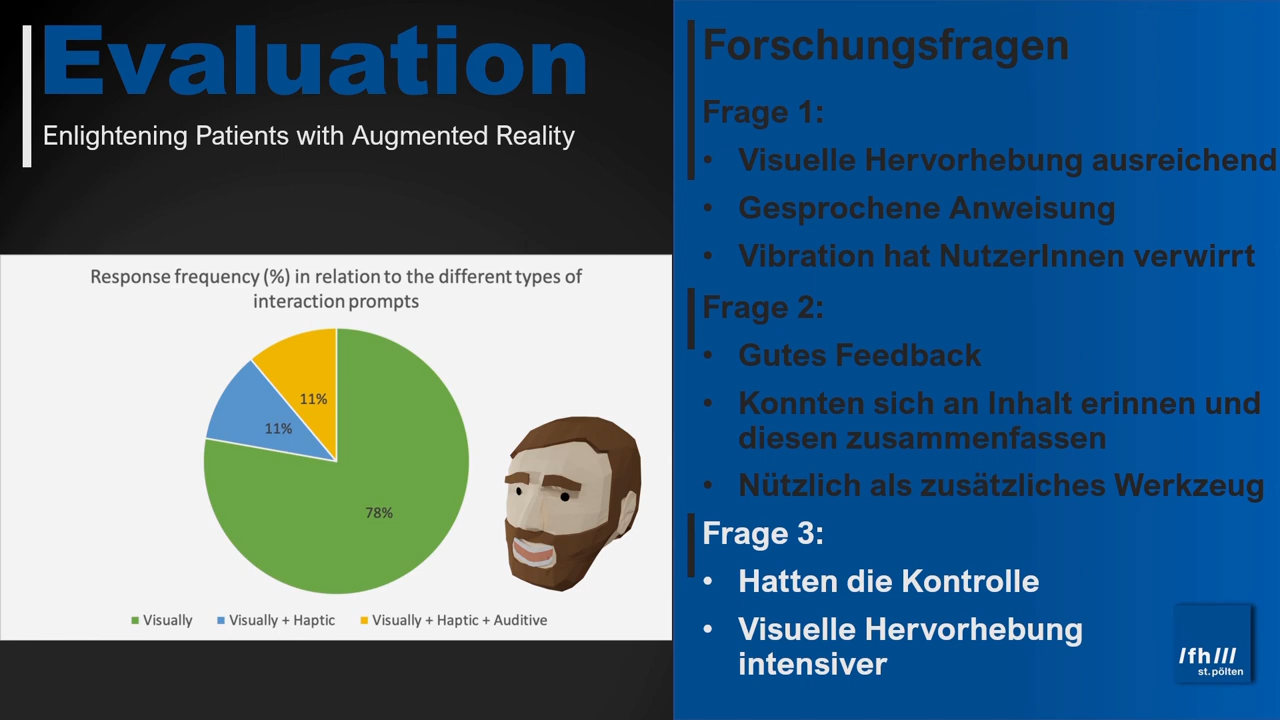 Evaluation
Enlightening Patients with Augmented Reality
Response frequency (%) in relation to the different types of
interaction prompts
11%
11%
78%
Visually
Visually + Haptic
Visually + Haptic + Auditive
Forschungsfragen
Frage 1:
• Visuelle Hervorhebung ausreichend
• Gesprochene Anweisung
• Vibration hat NutzerInnen verwirrt
Frage 2:
• Gutes Feedback
• Konnten sich an Inhalt erinnen und
diesen zusammenfassen
• Nützlich als zusätzliches Werkzeug
Frage 3:
• Hatten die Kontrolle
• Visuelle Hervorhebung
intensiver
/fh///
st.pölten